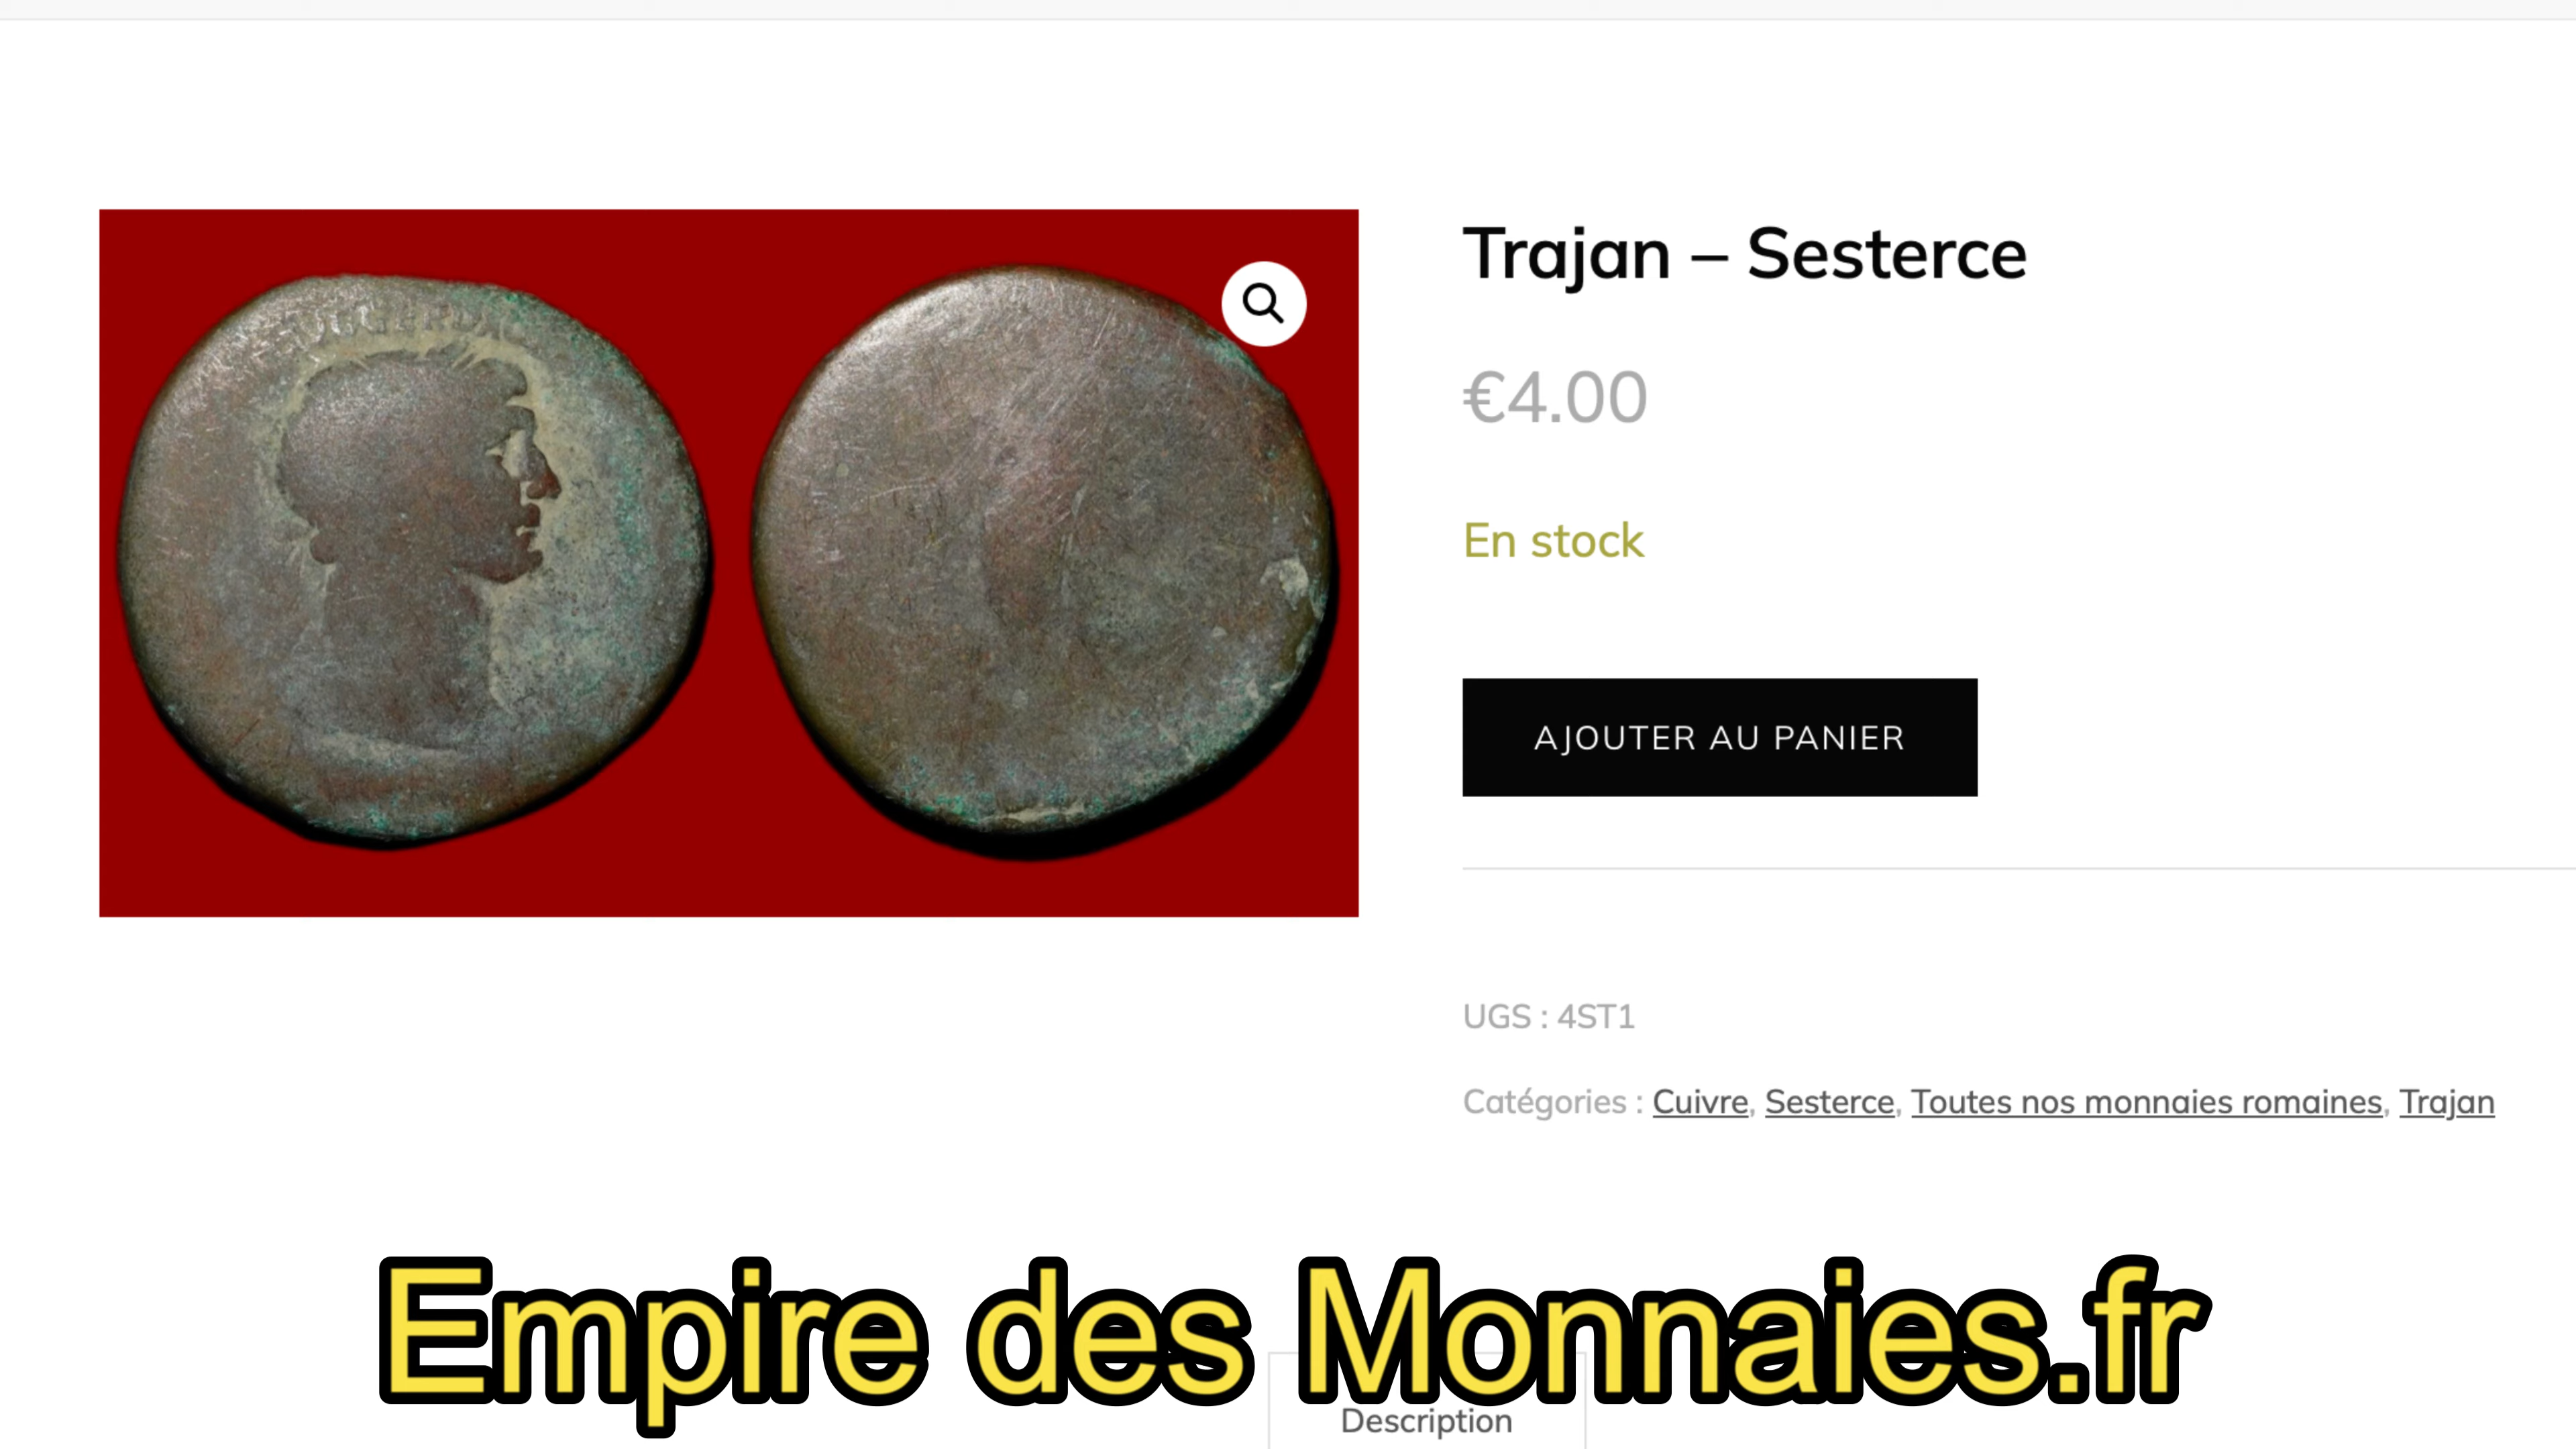 Trajan – Sesterce
€4.00
En stock
AJOUTER AU PANIER
UGS : 4ST1
Catégories : Cuivre, Sesterce, Toutes nos monnaies romaines, Trajan
Empire des Monnaies.fr
Description